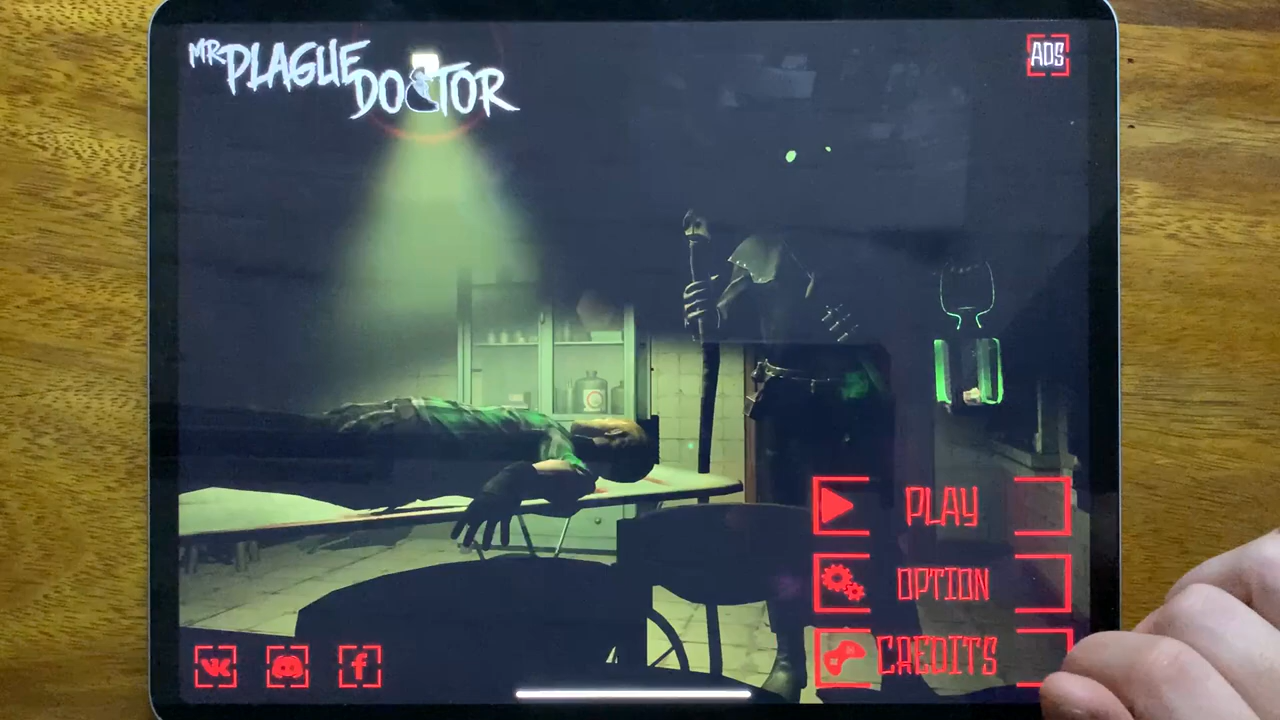 MR PLAGUE
DOCTOR
ADS
PLAY
OPTION
CREDITS